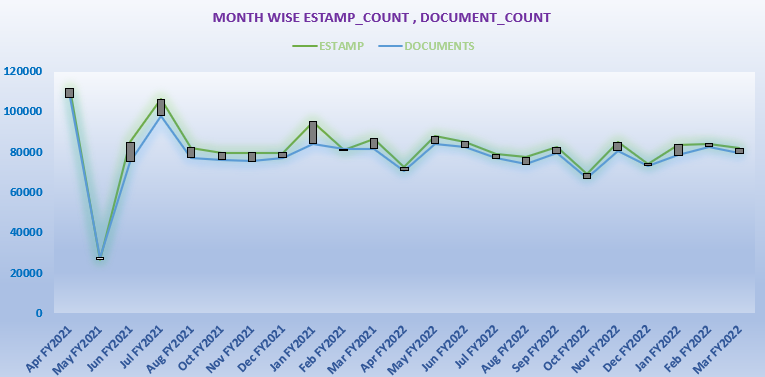 MONTH WISE ESTAMP_COUNT , DOCUMENT_COUNT
ESTAMP DOCUMENTS
120000
100000
80000
60000
40000
20000
0
Apr FY2021
May FY2021
Jun FY2021
Jul FY2021
Aug FY2021
Oct FY2021
Nov FY2021
Dec FY2021
Jan FY2021
Feb FY2021
Mar FY2021
Apr FY2022
May FY2022
Jun FY2022
Jul FY2022
Aug FY2022
Sep FY2022
Oct FY2022
Nov FY2022
Dec FY2022
Jan FY2022
Feb FY2022
Mar FY2022